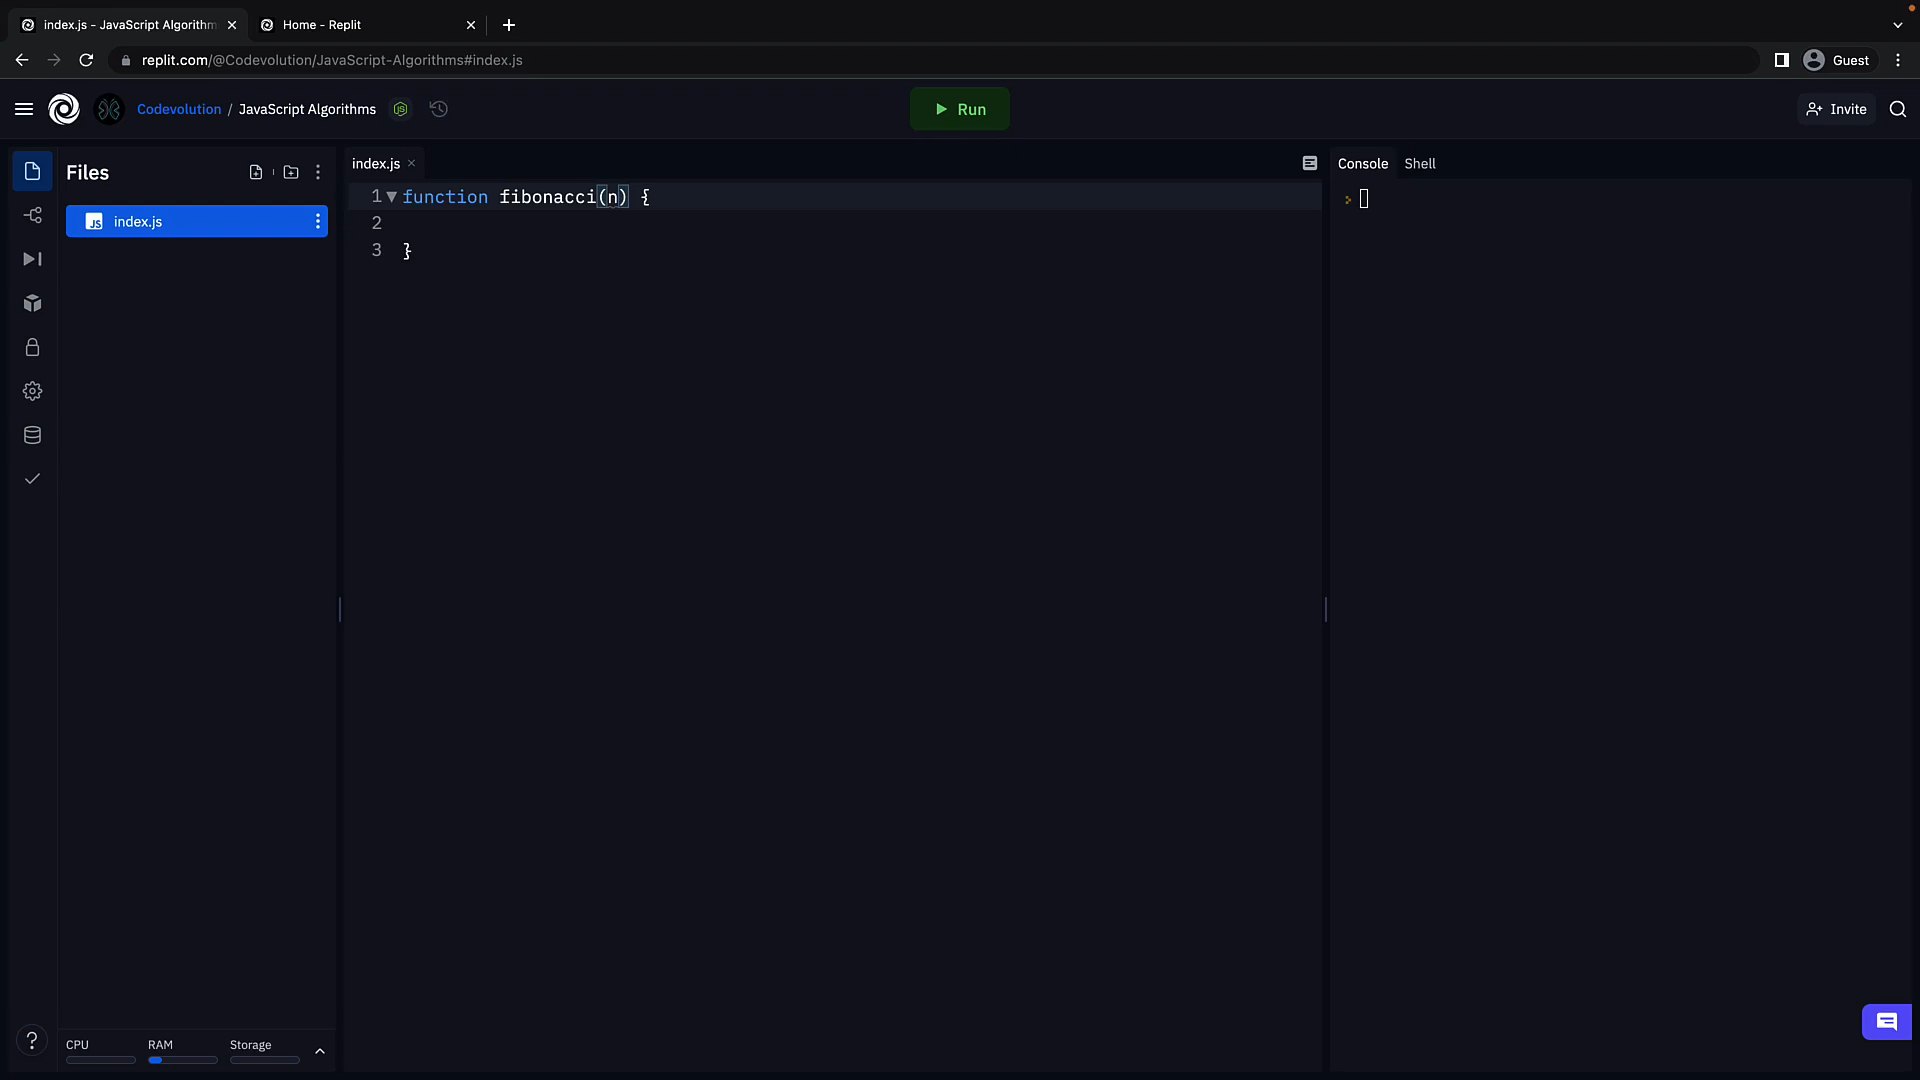 index.js - JavaScript Algorithm
Home - Replit
replit.com/@Codevolution/JavaScript-Algorithms#index.js
Guest
Codevolution / JavaScript Algorithms
Run
Invite
Files
index.js
Console
Shell
JS index.js
1 function fibonacci(n) {
2
3 }
CPU
RAM
Storage
?